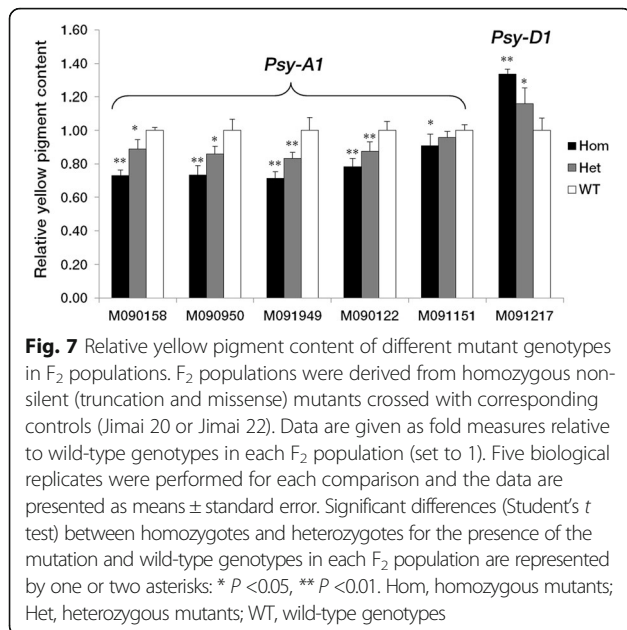 1.60
1.40
1.20
1.00
0.80
0.60
0.40
0.20
0.00
Relative yellow pigment content
Psy-A1
Psy-D1
** * ** * ** ** ** ** * ** *
Hom
Het
WT
M090158 M090950 M091949 M090122 M091151 M091217
Fig. 7 Relative yellow pigment content of different mutant genotypes
in F₂ populations. F₂ populations were derived from homozygous non-
silent (truncation and missense) mutants crossed with corresponding
controls (Jimai 20 or Jimai 22). Data are given as fold measures relative
to wild-type genotypes in each F₂ population (set to 1). Five biological
replicates were performed for each comparison and the data are
presented as means ± standard error. Significant differences (Student's t
test) between homozygotes and heterozygotes for the presence of the
mutation and wild-type genotypes in each F₂ population are represented
by one or two asterisks: * P <0.05, ** P <0.01. Hom, homozygous mutants;
Het, heterozygous mutants; WT, wild-type genotypes